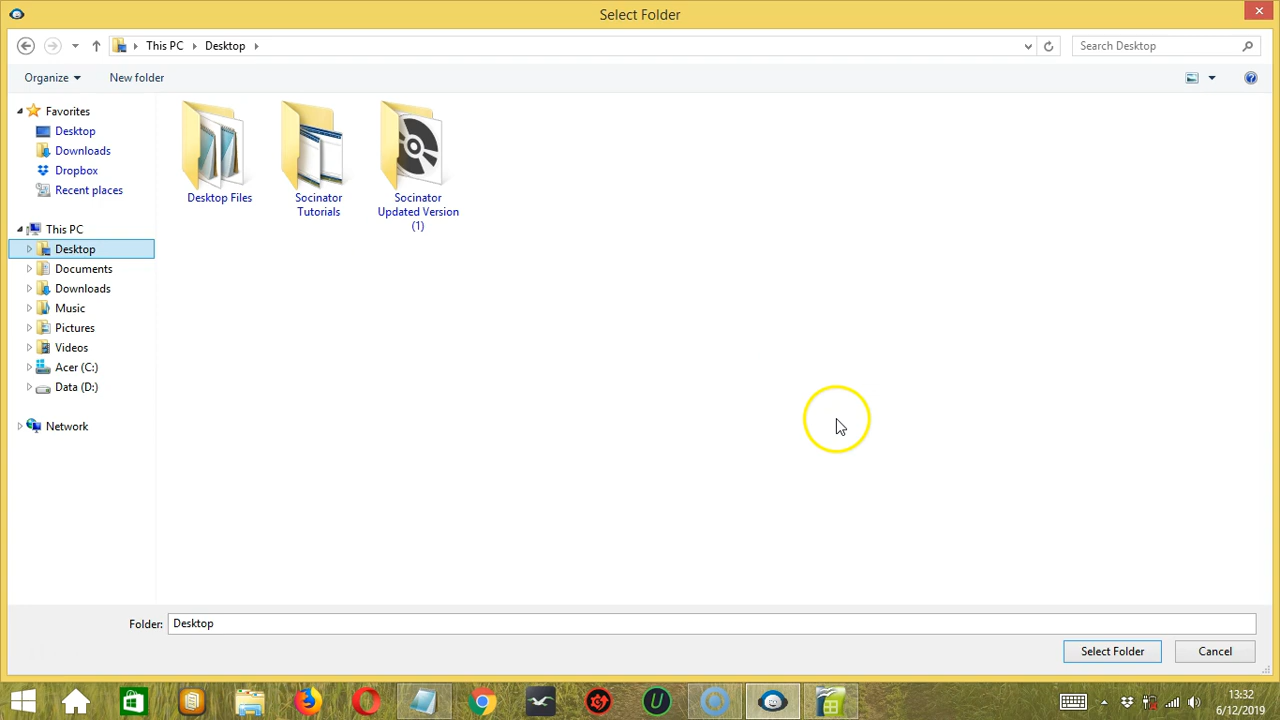 Select Folder
This PC
Desktop
Search Desktop
Organize
New folder
Favorites
Desktop
Downloads
Dropbox
Recent places
This PC
Desktop
Documents
Downloads
Music
Pictures
Videos
Acer (C:)
Data (D:)
Network
Desktop Files
Socinator
Tutorials
Socinator
Updated Version
(1)
Folder: Desktop
Select Folder
Cancel
13:32
6/12/2019